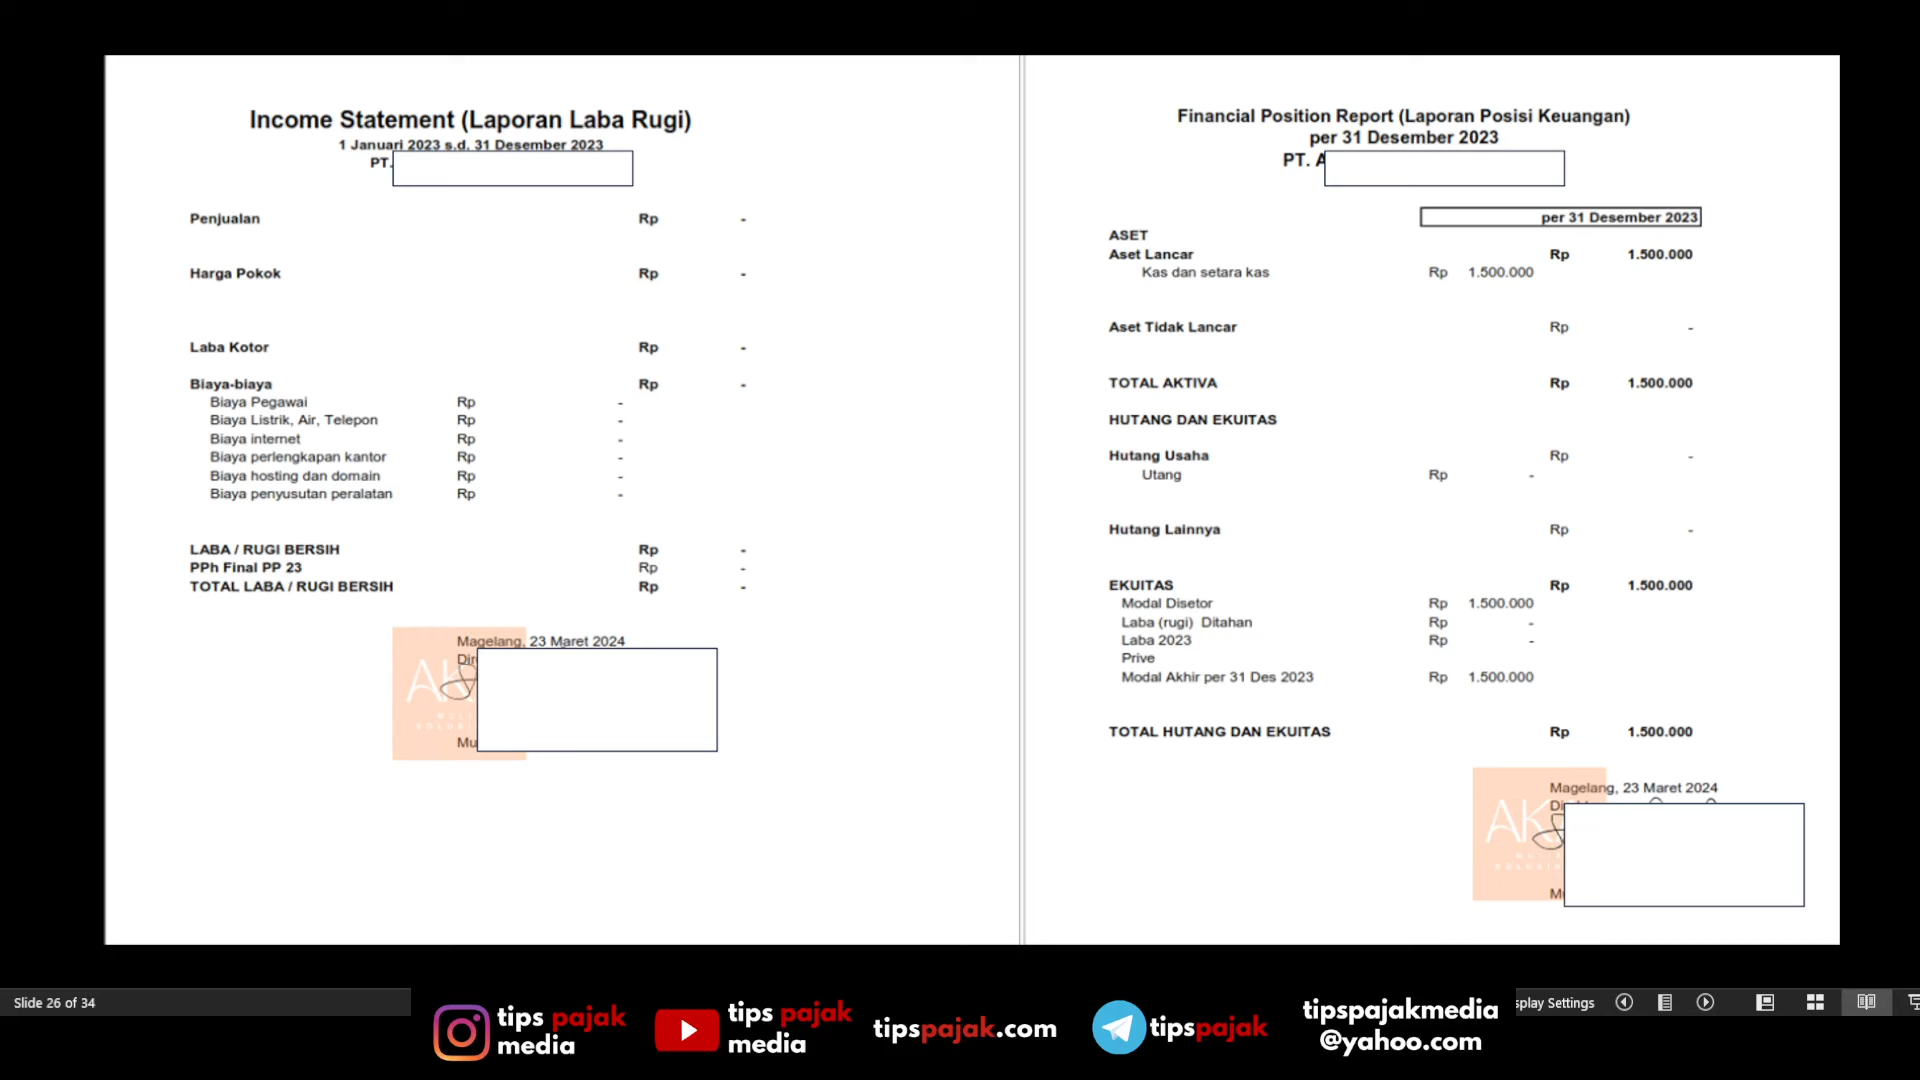 Income Statement (Laporan Laba Rugi)
1 Januari 2023 s.d. 31 Desember 2023
PT.
Penjualan Rp -
Harga Pokok Rp -
Laba Kotor Rp -
Biaya-biaya Rp -
Biaya Pegawai Rp -
Biaya Listrik, Air, Telepon Rp -
Biaya internet Rp -
Biaya perlengkapan kantor Rp -
Biaya hosting dan domain Rp -
Biaya penyusutan peralatan Rp -
LABA / RUGI BERSIH Rp -
PPh Final PP 23 Rp -
TOTAL LABA / RUGI BERSIH Rp -
Magelang, 23 Maret 2024
Financial Position Report (Laporan Posisi Keuangan)
per 31 Desember 2023
PT. A
per 31 Desember 2023
ASET
Aset Lancar Rp 1.500.000
Kas dan setara kas Rp 1.500.000
Aset Tidak Lancar Rp -
TOTAL AKTIVA Rp 1.500.000
HUTANG DAN EKUITAS
Hutang Usaha Rp -
Utang Rp -
Hutang Lainnya Rp -
EKUITAS Rp 1.500.000
Modal Disetor Rp 1.500.000
Laba (rugi) Ditahan Rp -
Laba 2023 Rp -
Prive
Modal Akhir per 31 Des 2023 Rp 1.500.000
TOTAL HUTANG DAN EKUITAS Rp 1.500.000
Magelang, 23 Maret 2024
Slide 26 of 34
tips pajak
media
tips pajak
media
tipspajak.com
tipspajak
tipspajakmedia
@yahoo.com
splay Settings